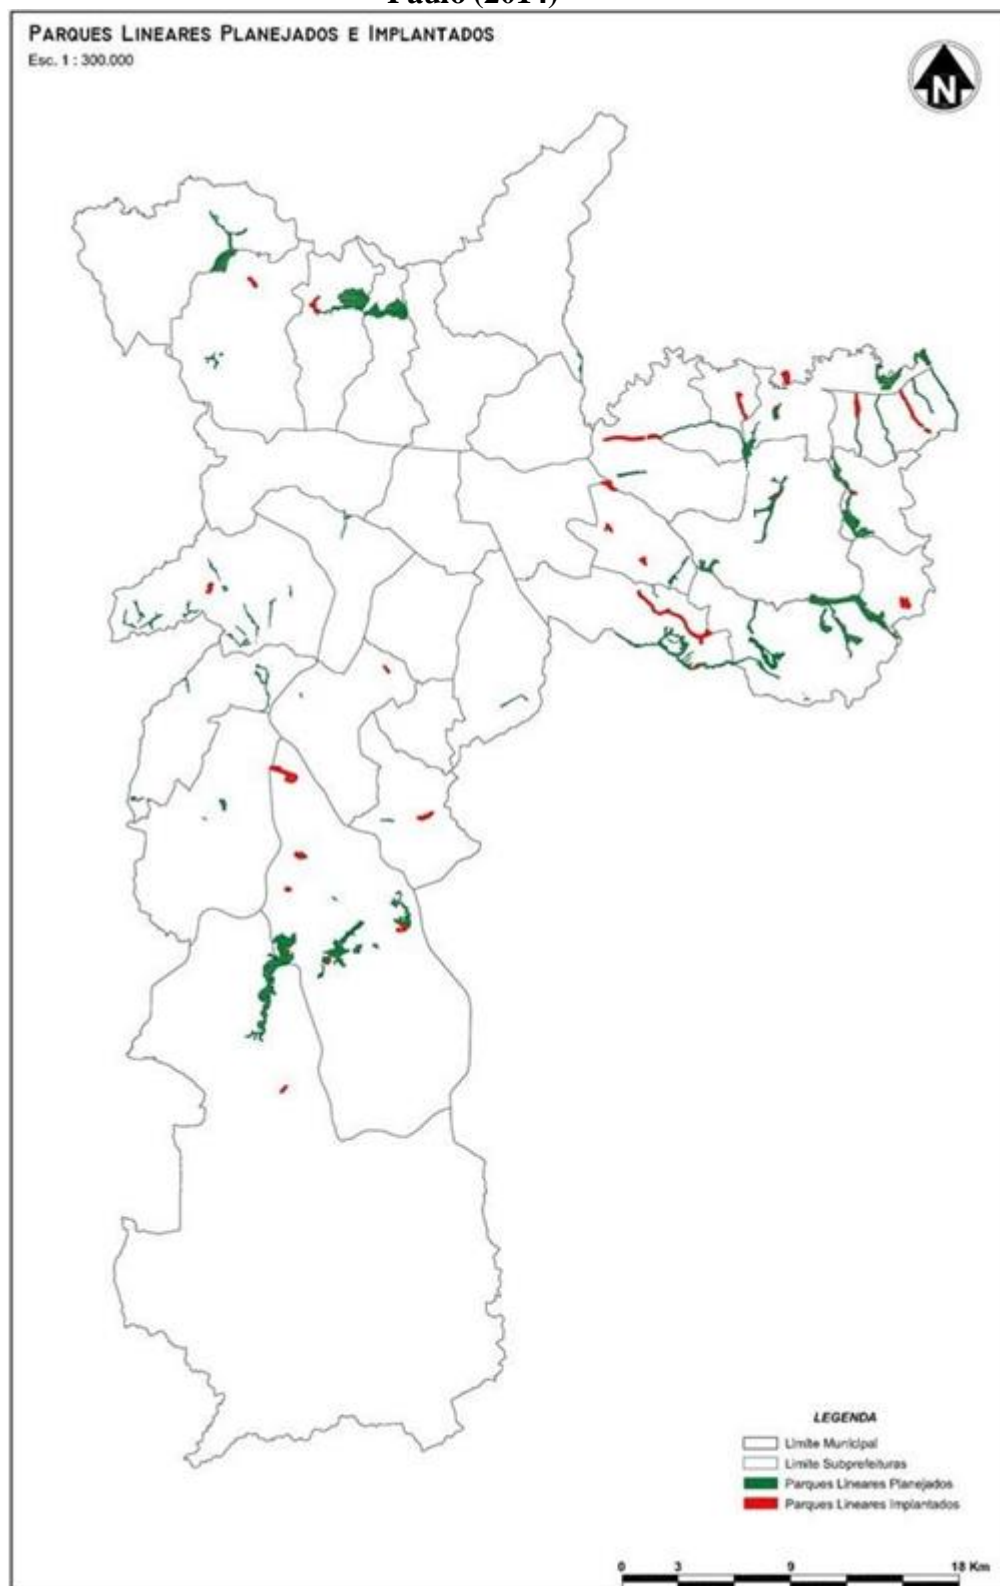 Paulo (2014)
PARQUES LINEARES PLANEJADOS E IMPLANTADOS
Esc. 1 : 300.000
N
LEGENDA
Limite Municipal
Limite Subprefeituras
Parques Lineares Planejados
Parques Lineares Implantados
0 3 9 18 Km